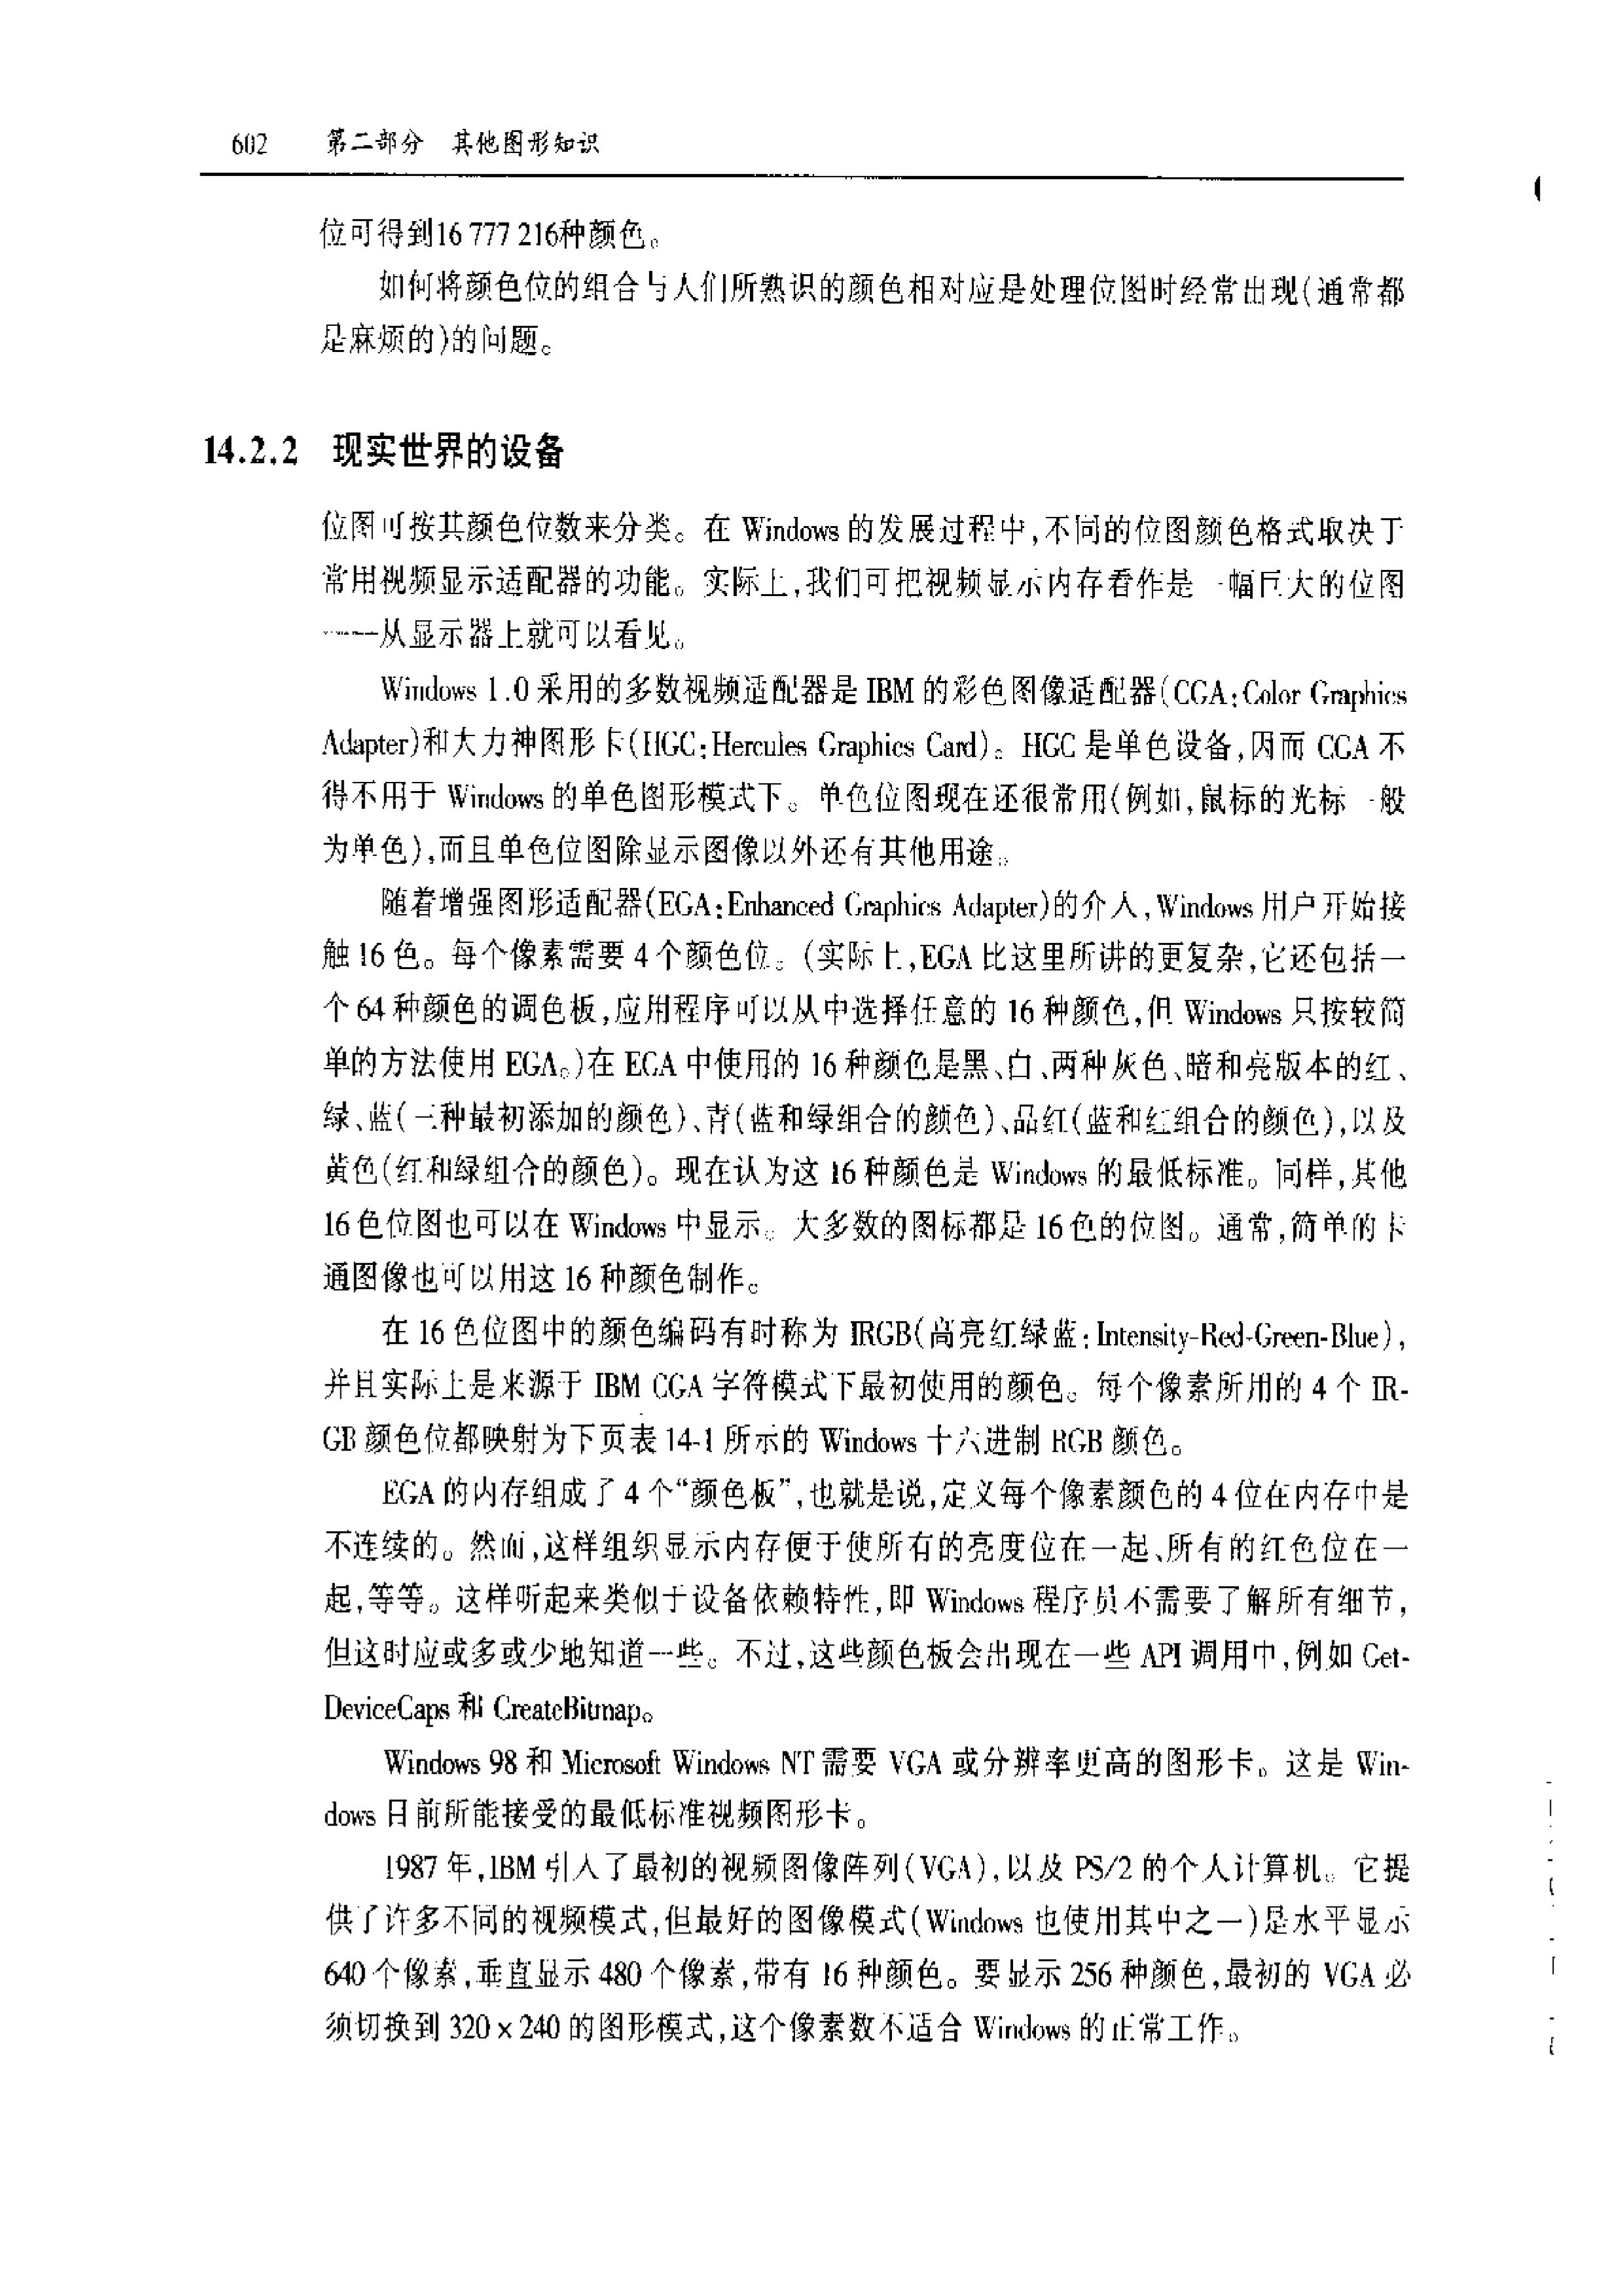 602 第二部分 其他图形知识
位可得到16 777 216种颜色。
如何将颜色位的组合与人们所熟识的颜色相对应是处理位图时经常出现(通常都
是麻烦的)的问题。
14.2.2 现实世界的设备
位图可按其颜色位数来分类。在 Windows 的发展过程中,不同的位图颜色格式取决于
常用视频显示适配器的功能。实际上,我们可把视频显示内存看作是一幅巨大的位图
——从显示器上就可以看见。
Windows 1.0 采用的多数视频适配器是 IBM 的彩色图像适配器(CGA:Color Graphics
Adapter)和大力神图形卡(HGC:Hercules Graphics Card)。HGC 是单色设备,因而 CGA 不
得不用于 Windows 的单色图形模式下。单色位图现在还很常用(例如,鼠标的光标一般
为单色),而且单色位图除显示图像以外还有其他用途。
随着增强图形适配器(EGA:Enhanced Graphics Adapter)的介入,Windows 用户开始接
触 16 色。每个像素需要 4 个颜色位。(实际上,EGA 比这里所讲的更复杂,它还包括一
个 64 种颜色的调色板,应用程序可以从中选择任意的 16 种颜色,但 Windows 只按较简
单的方法使用 EGA。)在 EGA 中使用的 16 种颜色是黑、白、两种灰色、暗和亮版本的红、
绿、蓝(三种最初添加的颜色)、青(蓝和绿组合的颜色)、品红(蓝和红组合的颜色),以及
黄色(红和绿组合的颜色)。现在认为这 16 种颜色是 Windows 的最低标准。同样,其他
16 色位图也可以在 Windows 中显示。大多数的图标都是 16 色的位图。通常,简单的卡
通图像也可以用这 16 种颜色制作。
在 16 色位图中的颜色编码有时称为 IRGB(高亮红绿蓝:Intensity-Red-Green-Blue),
并且实际上是来源于 IBM CGA 字符模式下最初使用的颜色。每个像素所用的 4 个 IR-
GB 颜色位都映射为下页表 14-1 所示的 Windows 十六进制 RGB 颜色。
EGA 的内存组成了 4 个“颜色板”,也就是说,定义每个像素颜色的 4 位在内存中是
不连续的。然而,这样组织显示内存便于使所有的亮度位在一起、所有的红色位在一
起,等等。这样听起来类似于设备依赖特性,即 Windows 程序员不需要了解所有细节,
但这时应或多或少地知道一些。不过,这些颜色板会出现在一些 API 调用中,例如 Get-
DeviceCaps 和 CreateBitmap。
Windows 98 和 Microsoft Windows NT 需要 VGA 或分辨率更高的图形卡。这是 Win-
dows 目前所能接受的最低标准视频图形卡。
1987 年,IBM 引入了最初的视频图像阵列(VGA),以及 PS/2 的个人计算机。它提
供了许多不同的视频模式,但最好的图像模式(Windows 也使用其中之一)是水平显示
640 个像素,垂直显示 480 个像素,带有 16 种颜色。要显示 256 种颜色,最初的 VGA 必
须切换到 320 × 240 的图形模式,这个像素数不适合 Windows 的正常工作。